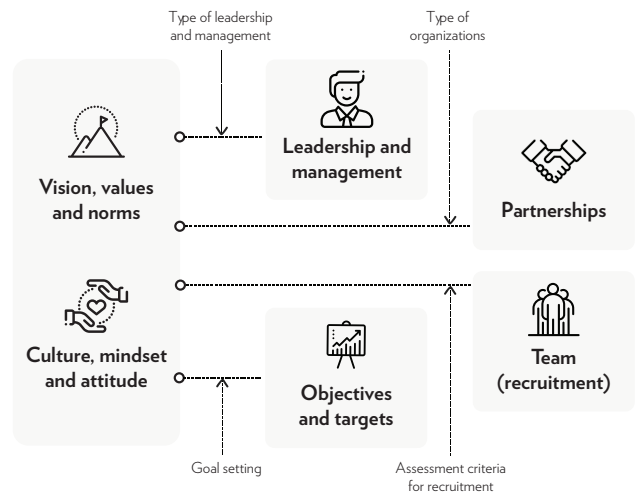 Type of leadership
and management
Type of
organizations
Leadership and
management
Vision, values
and norms
Partnerships
Culture, mindset
and attitude
Team
(recruitment)
Objectives
and targets
Goal setting
Assessment criteria
for recruitment